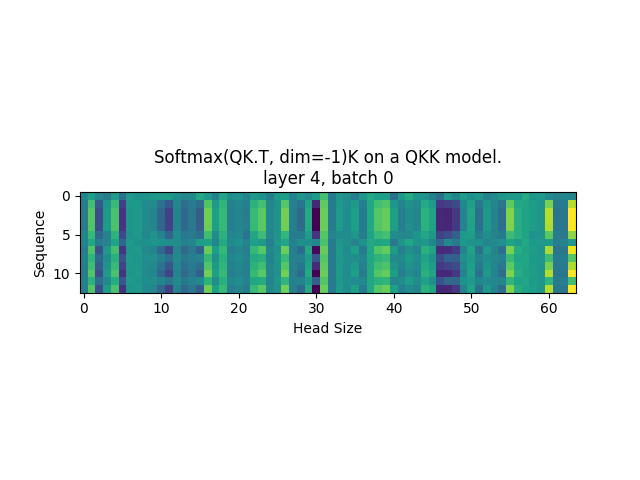 Softmax(QK.T, dim=-1)K on a QKK model.
layer 4, batch 0
0
5
10
Sequence
0 10 20 30 40 50 60
Head Size